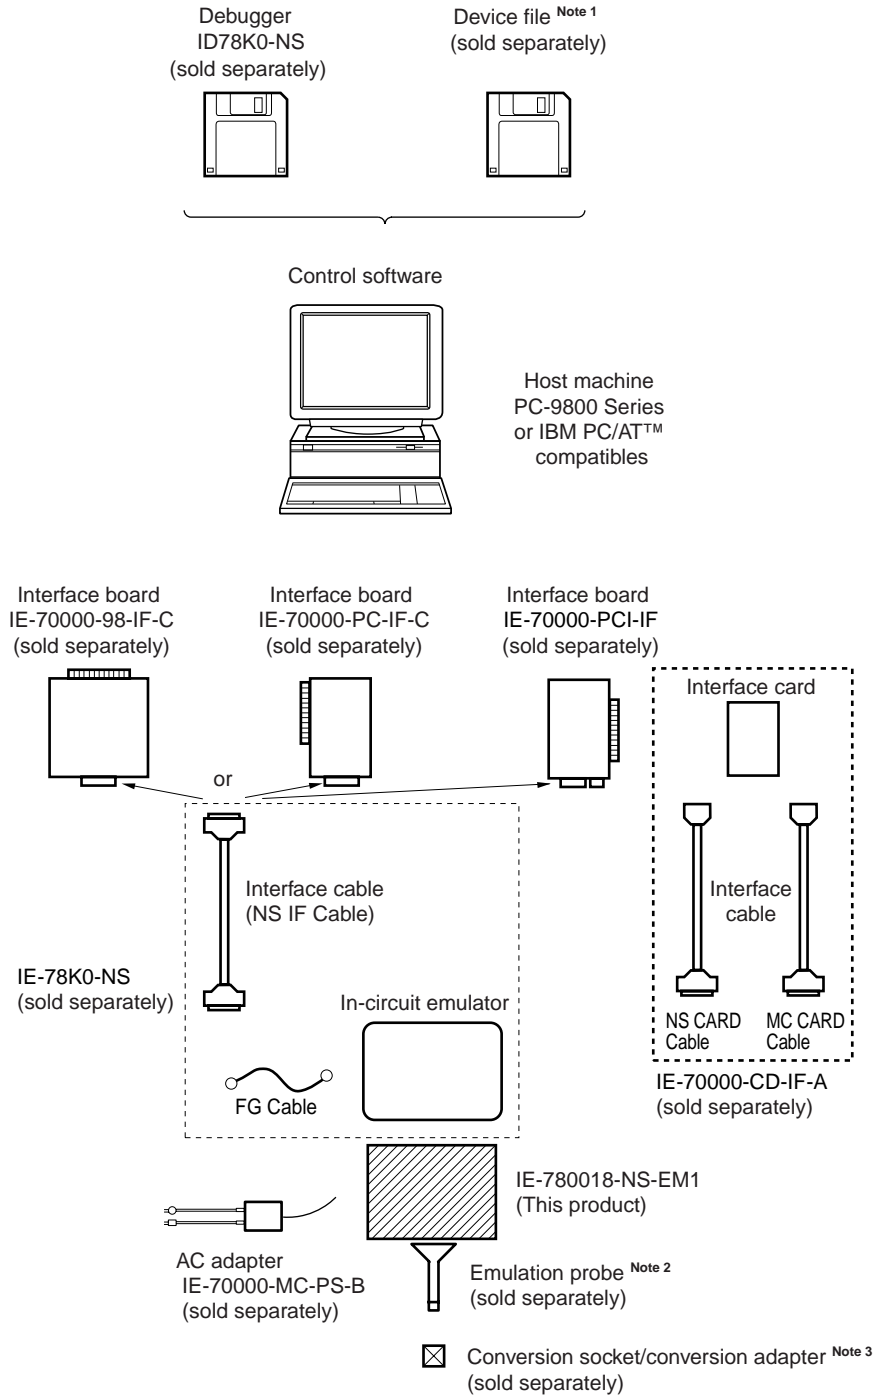 Debugger
ID78K0-NS
(sold separately)
Device file Note 1
(sold separately)
Control software
Host machine
PC-9800 Series
or IBM PC/AT™
compatibles
Interface board
IE-70000-98-IF-C
(sold separately)
Interface board
IE-70000-PC-IF-C
(sold separately)
Interface board
IE-70000-PCI-IF
(sold separately)
Interface card
or
Interface cable
(NS IF Cable)
Interface
cable
IE-78K0-NS
(sold separately)
In-circuit emulator
NS CARD
Cable
MC CARD
Cable
FG Cable
IE-70000-CD-IF-A
(sold separately)
IE-780018-NS-EM1
(This product)
AC adapter
IE-70000-MC-PS-B
(sold separately)
Emulation probe Note 2
(sold separately)
Conversion socket/conversion adapter Note 3
(sold separately)